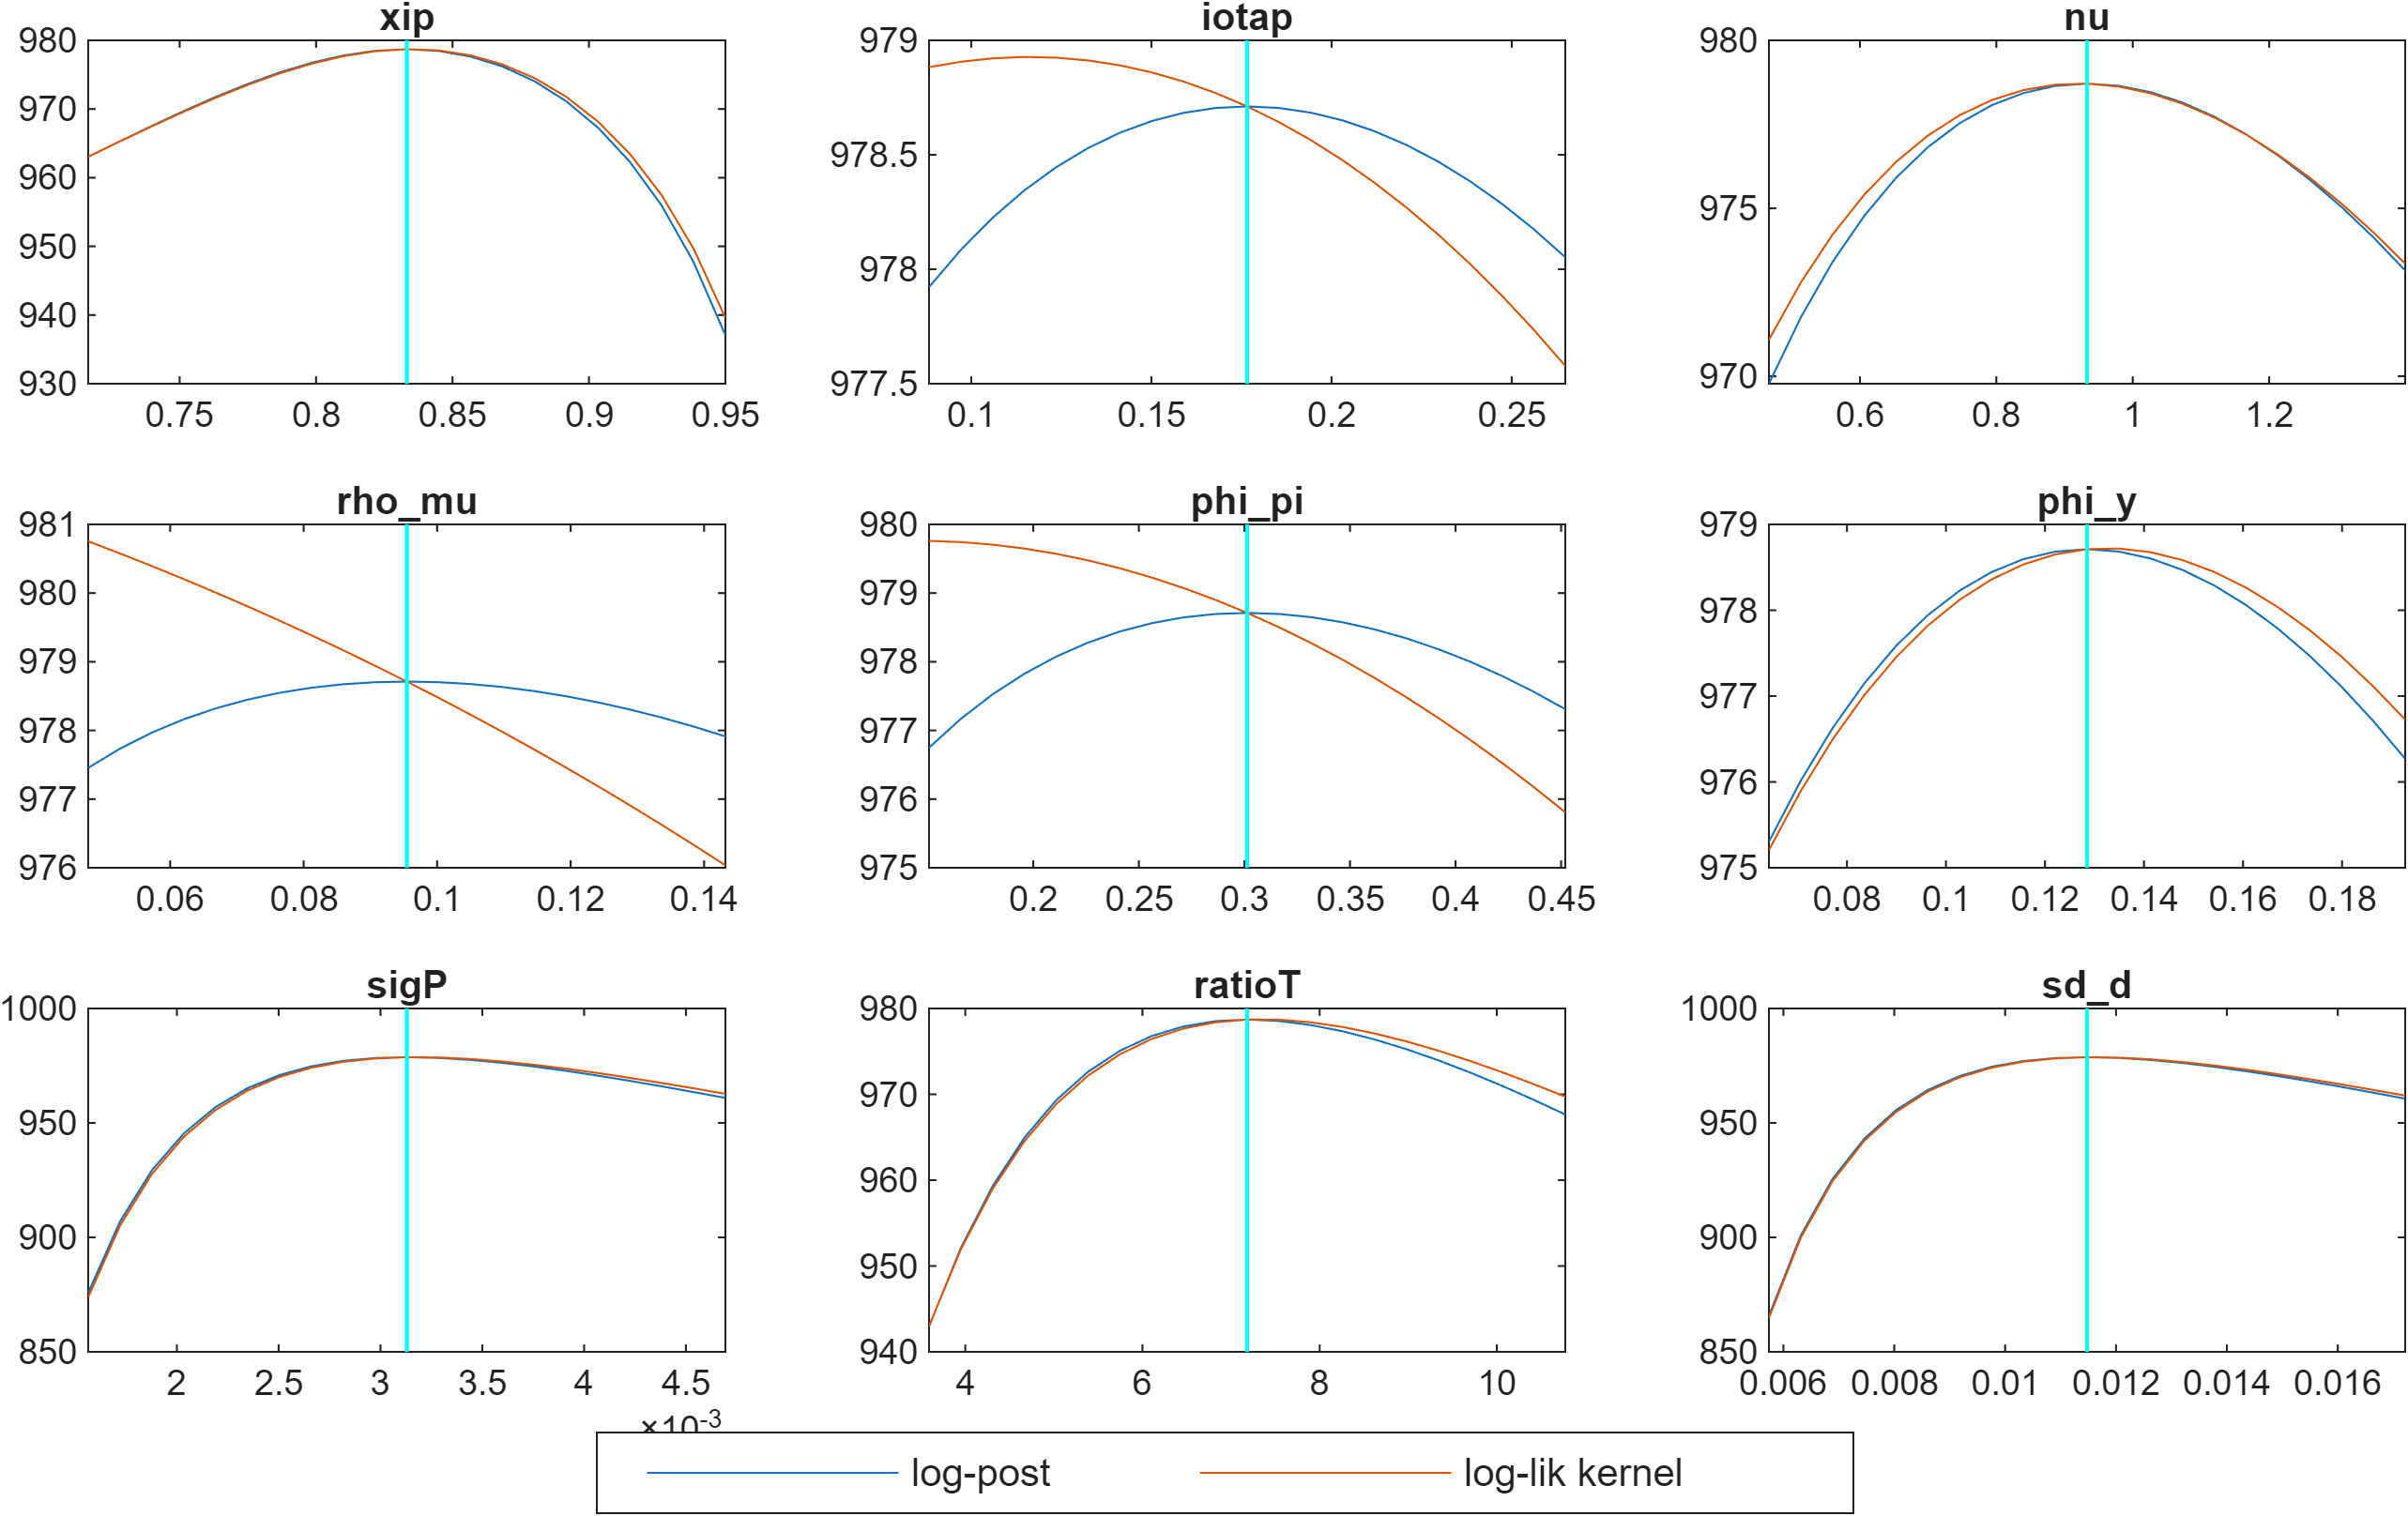 xip iotap nu
980 970 960 950 940 930
0.75 0.8 0.85 0.9 0.95
979 978.5 978 977.5
0.1 0.15 0.2 0.25
980 975 970
0.6 0.8 1 1.2
rho_mu phi_pi phi_y
981 980 979 978 977 976
0.06 0.08 0.1 0.12 0.14
980 979 978 977 976 975
0.2 0.25 0.3 0.35 0.4 0.45
979 978 977 976 975
0.08 0.1 0.12 0.14 0.16 0.18
sigP ratioT sd_d
1000 950 900 850
2 2.5 3 3.5 4 4.5
×10-3
980 970 960 950 940
4 6 8 10
1000 950 900 850
0.006 0.008 0.01 0.012 0.014 0.016
log-post log-lik kernel